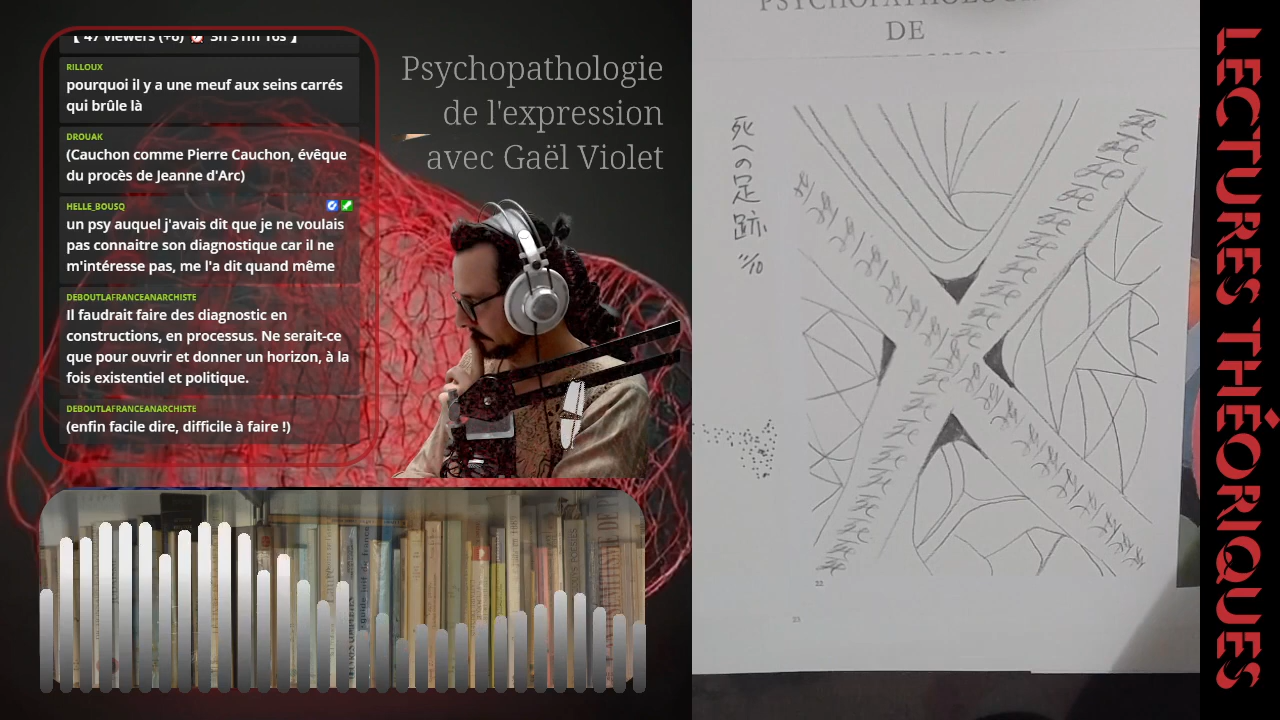 【 47 viewers (+6) 3h 31m 16s 】
RILLOUX
pourquoi il y a une meuf aux seins carrés
qui brûle là
DROUAK
(Cauchon comme Pierre Cauchon, évêque
du procès de Jeanne d'Arc)
HELLE_BOUSQ
un psy auquel j'avais dit que je ne voulais
pas connaitre son diagnostique car il ne
m'intéresse pas, me l'a dit quand même
DEBOUTLAFRANCEANARCHISTE
Il faudrait faire des diagnostic en
constructions, en processus. Ne serait-ce
que pour ouvrir et donner un horizon, à la
fois existentiel et politique.
DEBOUTLAFRANCEANARCHISTE
(enfin facile dire, difficile à faire !)
Psychopathologie
de l'expression
avec Gaël Violet
DE
死への足跡
22
LECTURES THÉORIQUES